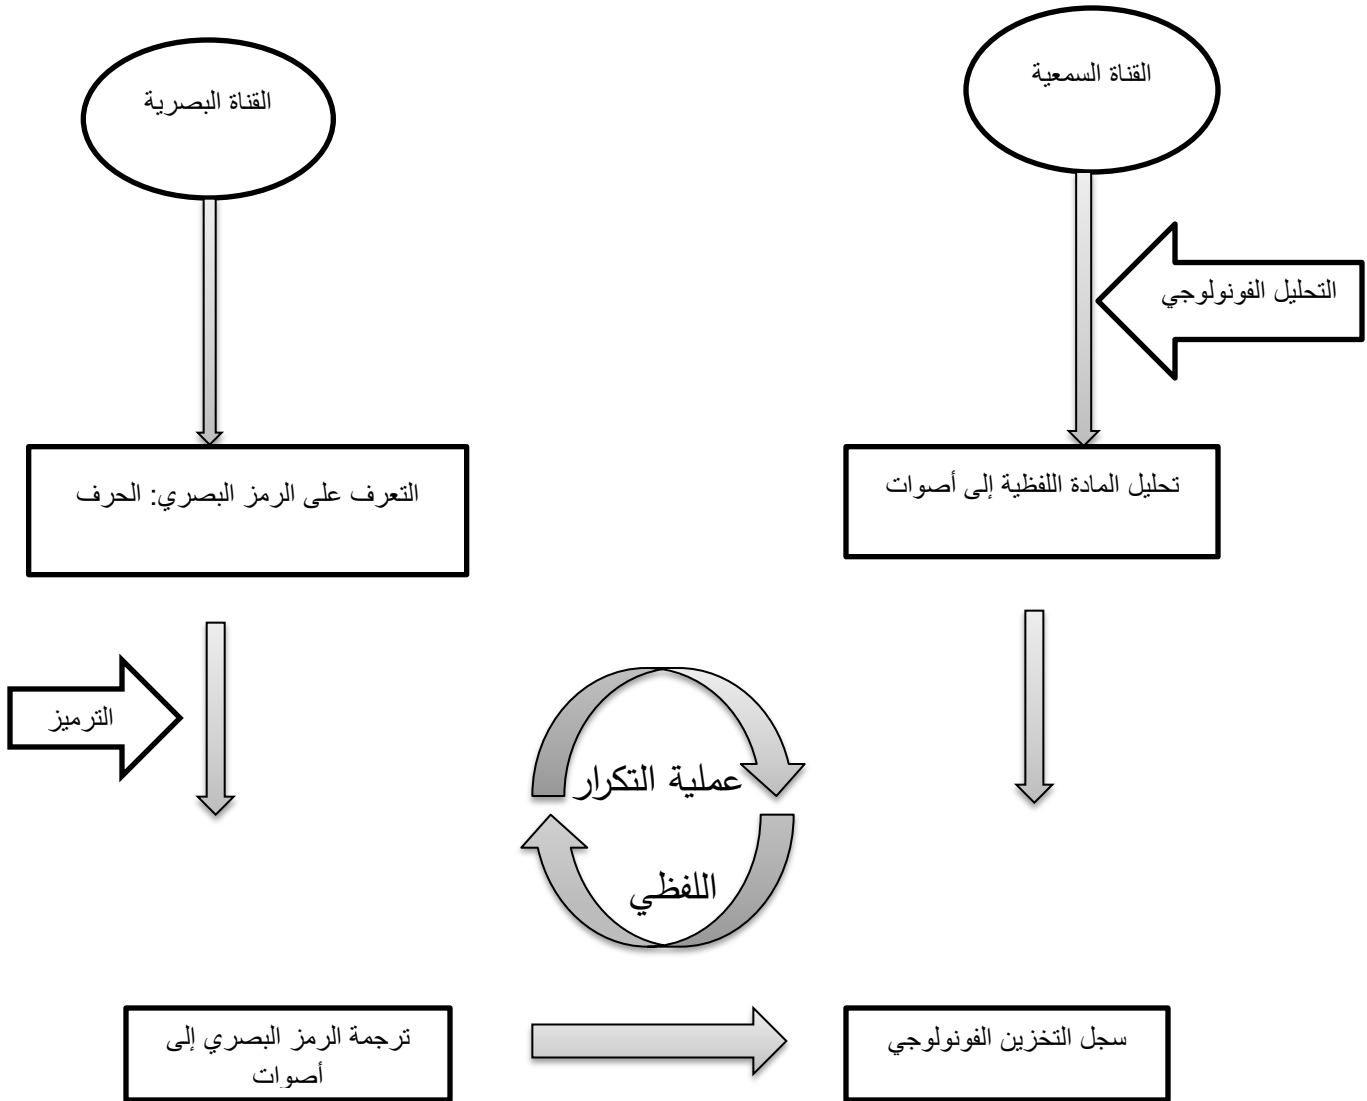 القناة السمعية
القناة البصرية
التحليل الفونولوجي
تحليل المادة اللفظية إلى أصوات
التعرف على الرمز البصري: الحرف
الترميز
عملية التكرار
اللفظي
سجل التخزين الفونولوجي
ترجمة الرمز البصري إلى
أصوات